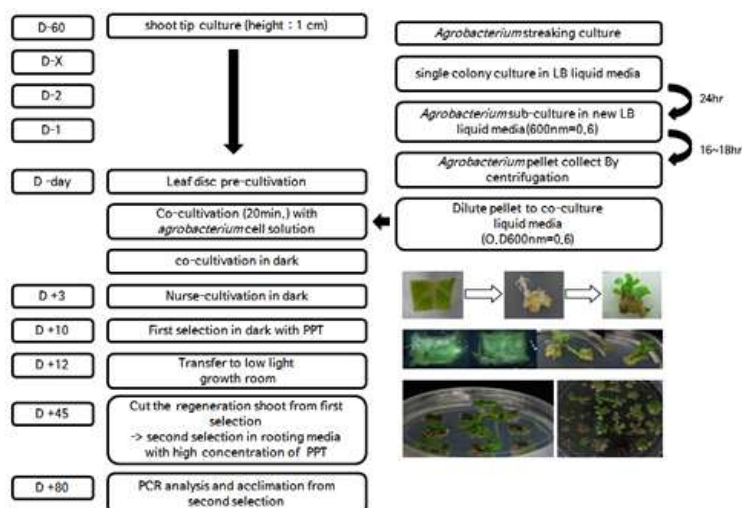 D-60
shoot tip culture (height : 1 cm)
D-X
D-2
D-1
D -day
Leaf disc pre-cultivation
Co-cultivation (20min.) with
agrobacterium cell solution
co-cultivation in dark
D +3
Nurse-cultivation in dark
D +10
First selection in dark with PPT
D +12
Transfer to low light
growth room
D +45
Cut the regeneration shoot from first
selection
-> second selection in rooting media
with high concentration of PPT
D +80
PCR analysis and acclimation from
second selection
Agrobacterium streaking culture
single colony culture in LB liquid media
24hr
Agrobacterium sub-culture in new LB
liquid media(600nm=0.6)
16~18hr
Agrobacterium pellet collect By
centrifugation
Dilute pellet to co-culture
liquid media
(O.D600nm=0.6)